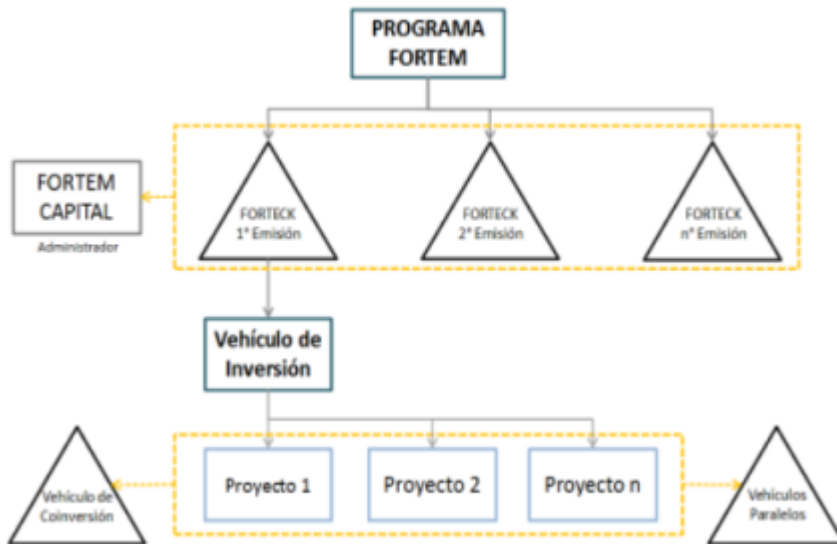 PROGRAMA
FORTEM
FORTEM
CAPITAL
Administrador
FORTECK
1° Emisión
FORTECK
2° Emisión
FORTECK
n° Emisión
Vehículo de
Inversión
Vehículo de
Coinversión
Proyecto 1
Proyecto 2
Proyecto n
Vehículos
Paralelos